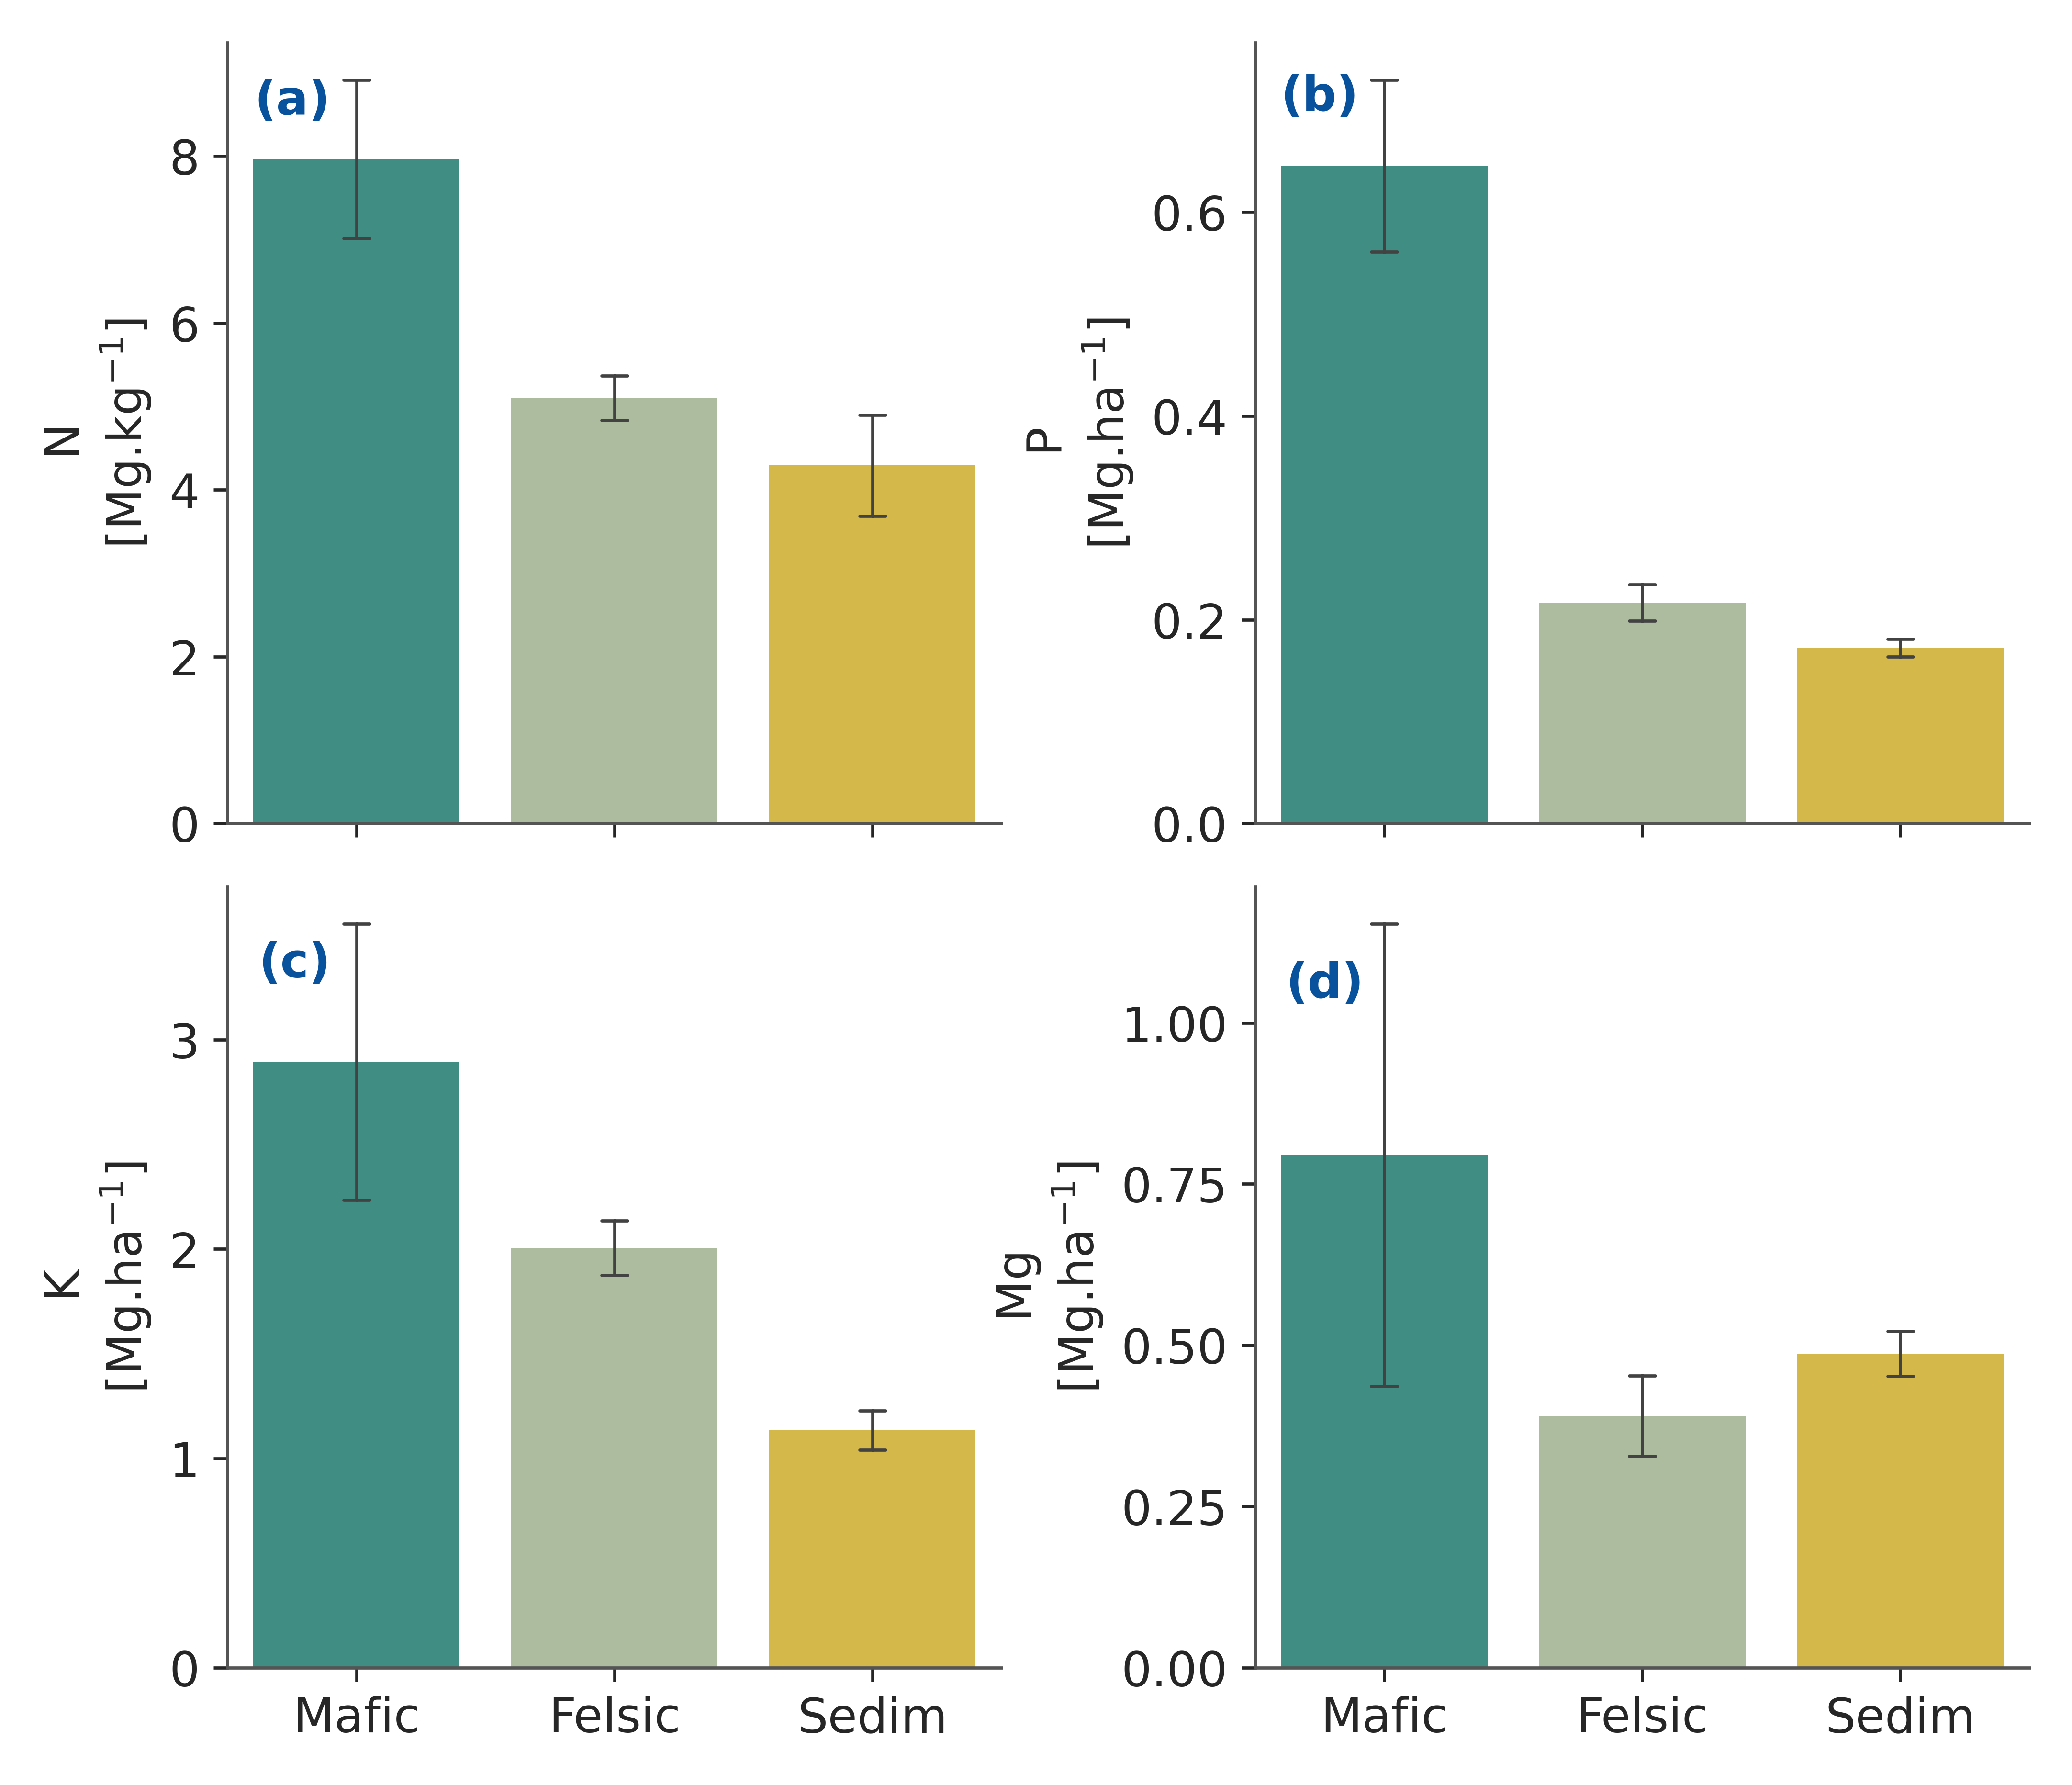 (a)
8
6
4
2
0
N
[Mg.kg⁻¹]
(b)
0.6
0.4
0.2
0.0
P
[Mg.ha⁻¹]
(c)
3
2
1
0
K
[Mg.ha⁻¹]
Mafic Felsic Sedim
(d)
1.00
0.75
0.50
0.25
0.00
Mg
[Mg.ha⁻¹]
Mafic Felsic Sedim